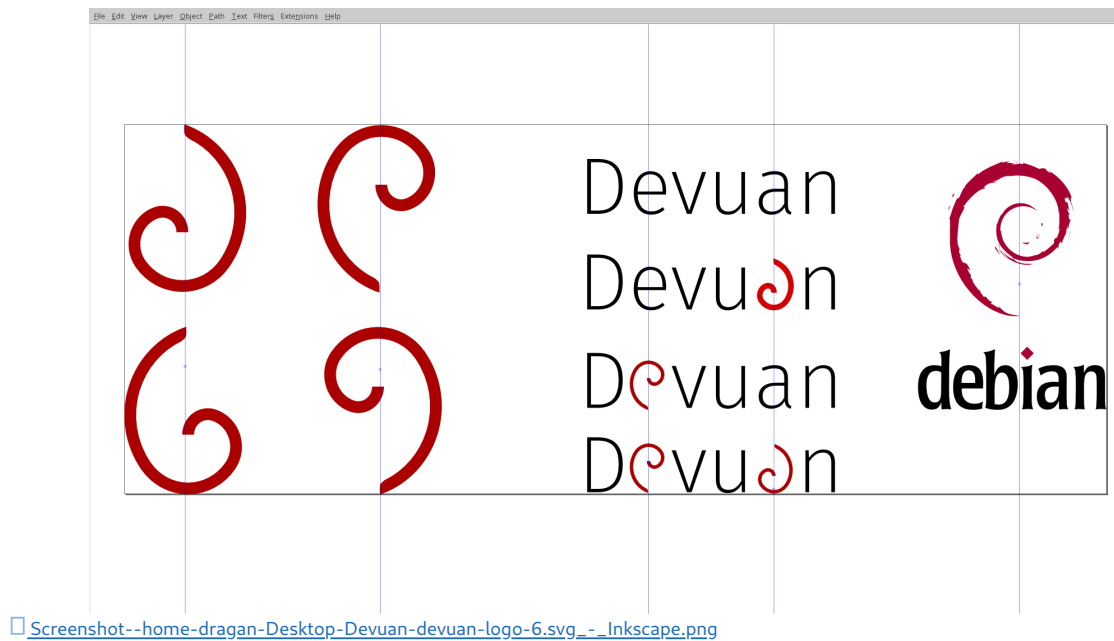 File Edit View Layer Object Path Text Filters Extensions Help
Devuan
Devuan
Devuan
Devuan
debian
Screenshot--home-dragan-Desktop-Devuan-devuan-logo-6.svg_-_Inkscape.png